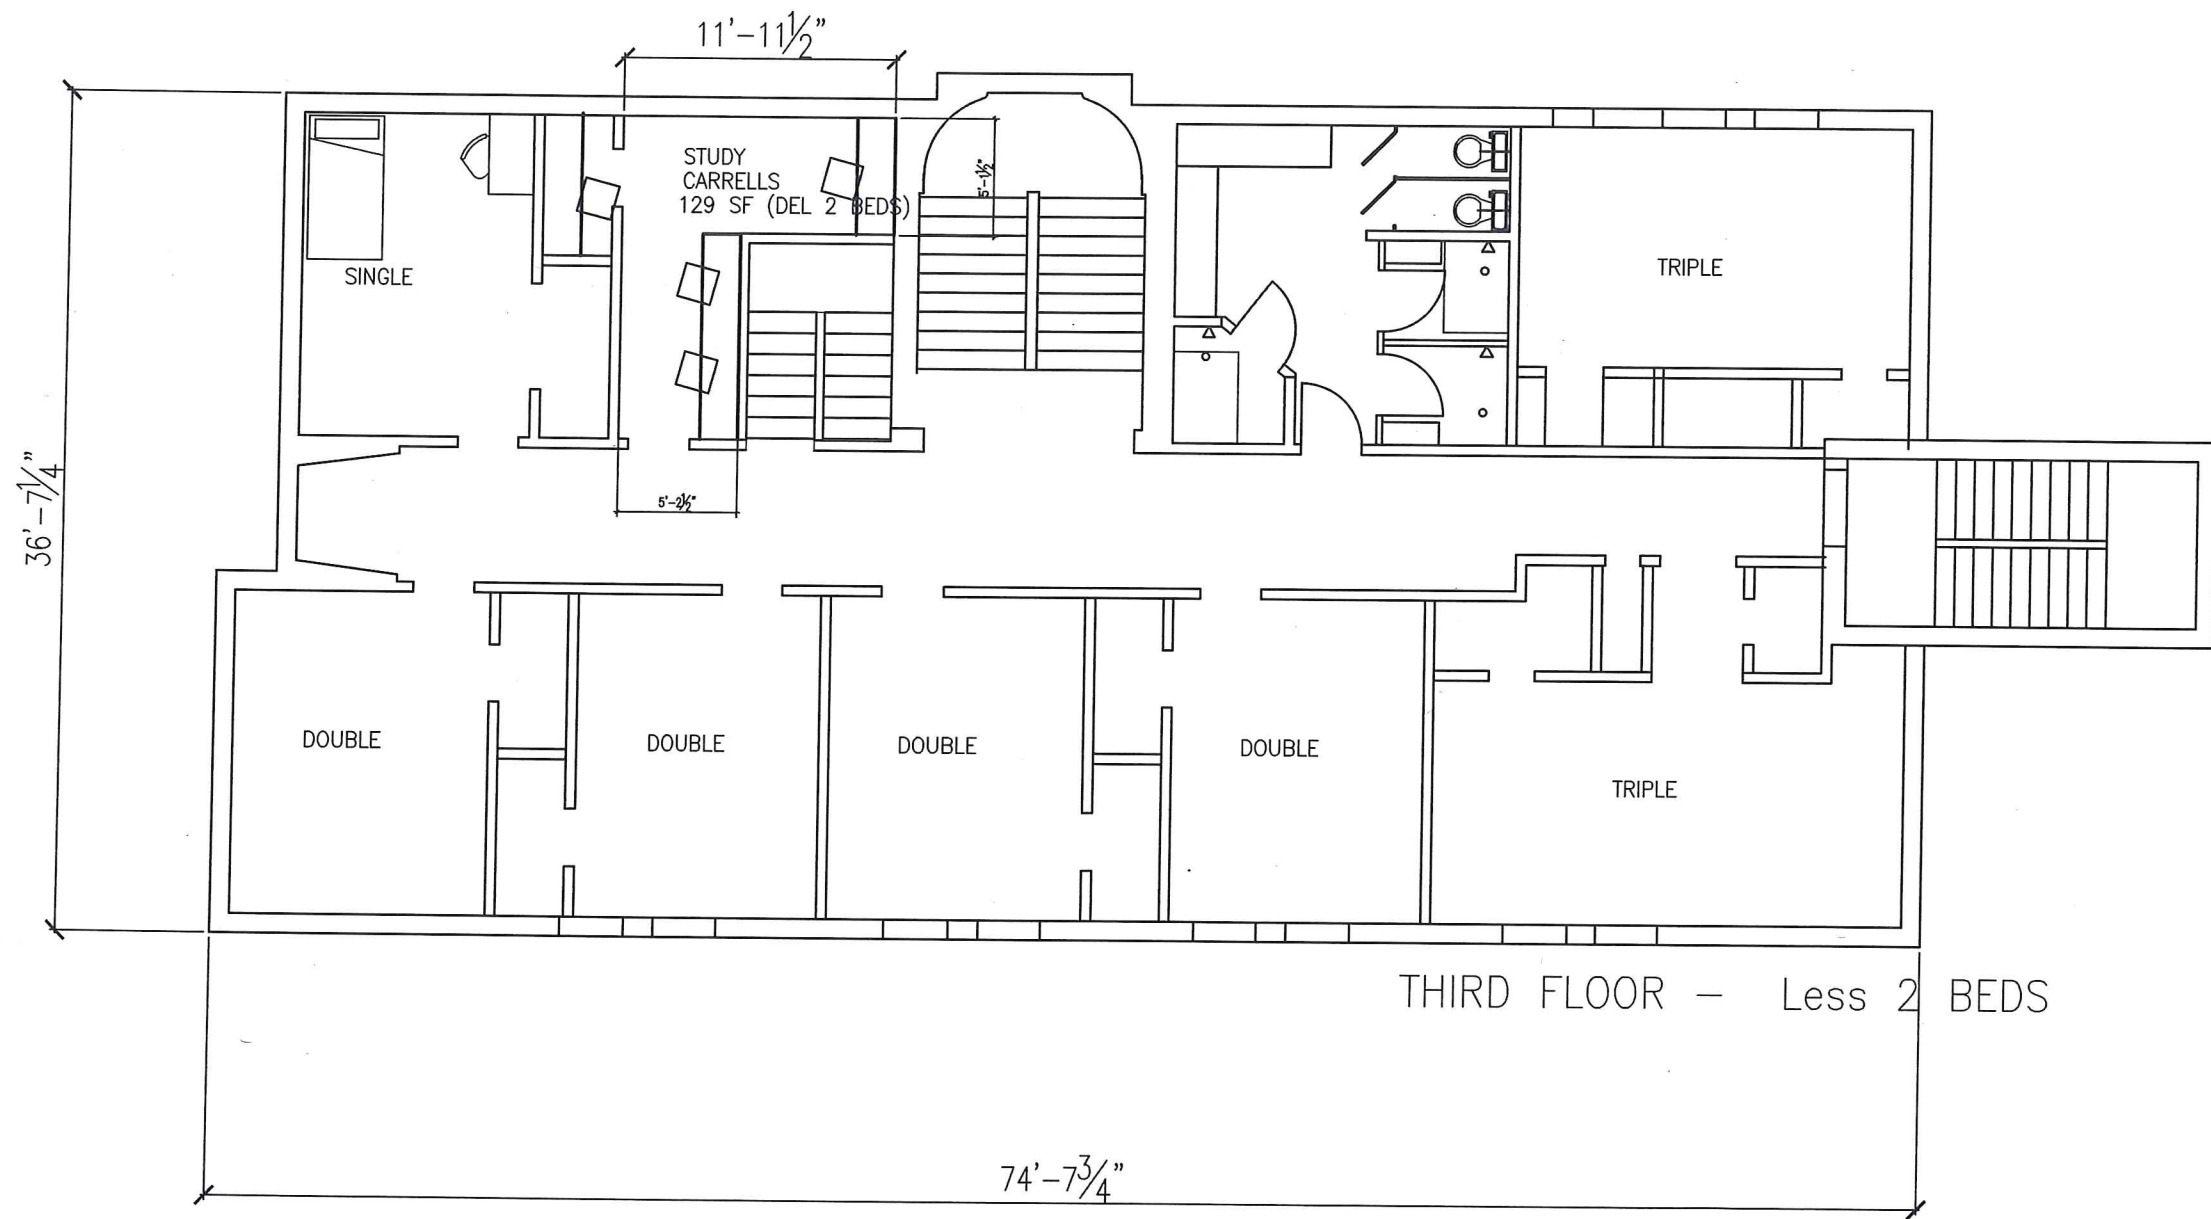 11'-11½"
STUDY
CARRELLS
129 SF (DEL 2 BEDS)
5'-1½"
SINGLE
TRIPLE
36'-7¼"
5'-2½"
DOUBLE
DOUBLE
DOUBLE
DOUBLE
TRIPLE
THIRD FLOOR - Less 2 BEDS
74'-7¾"